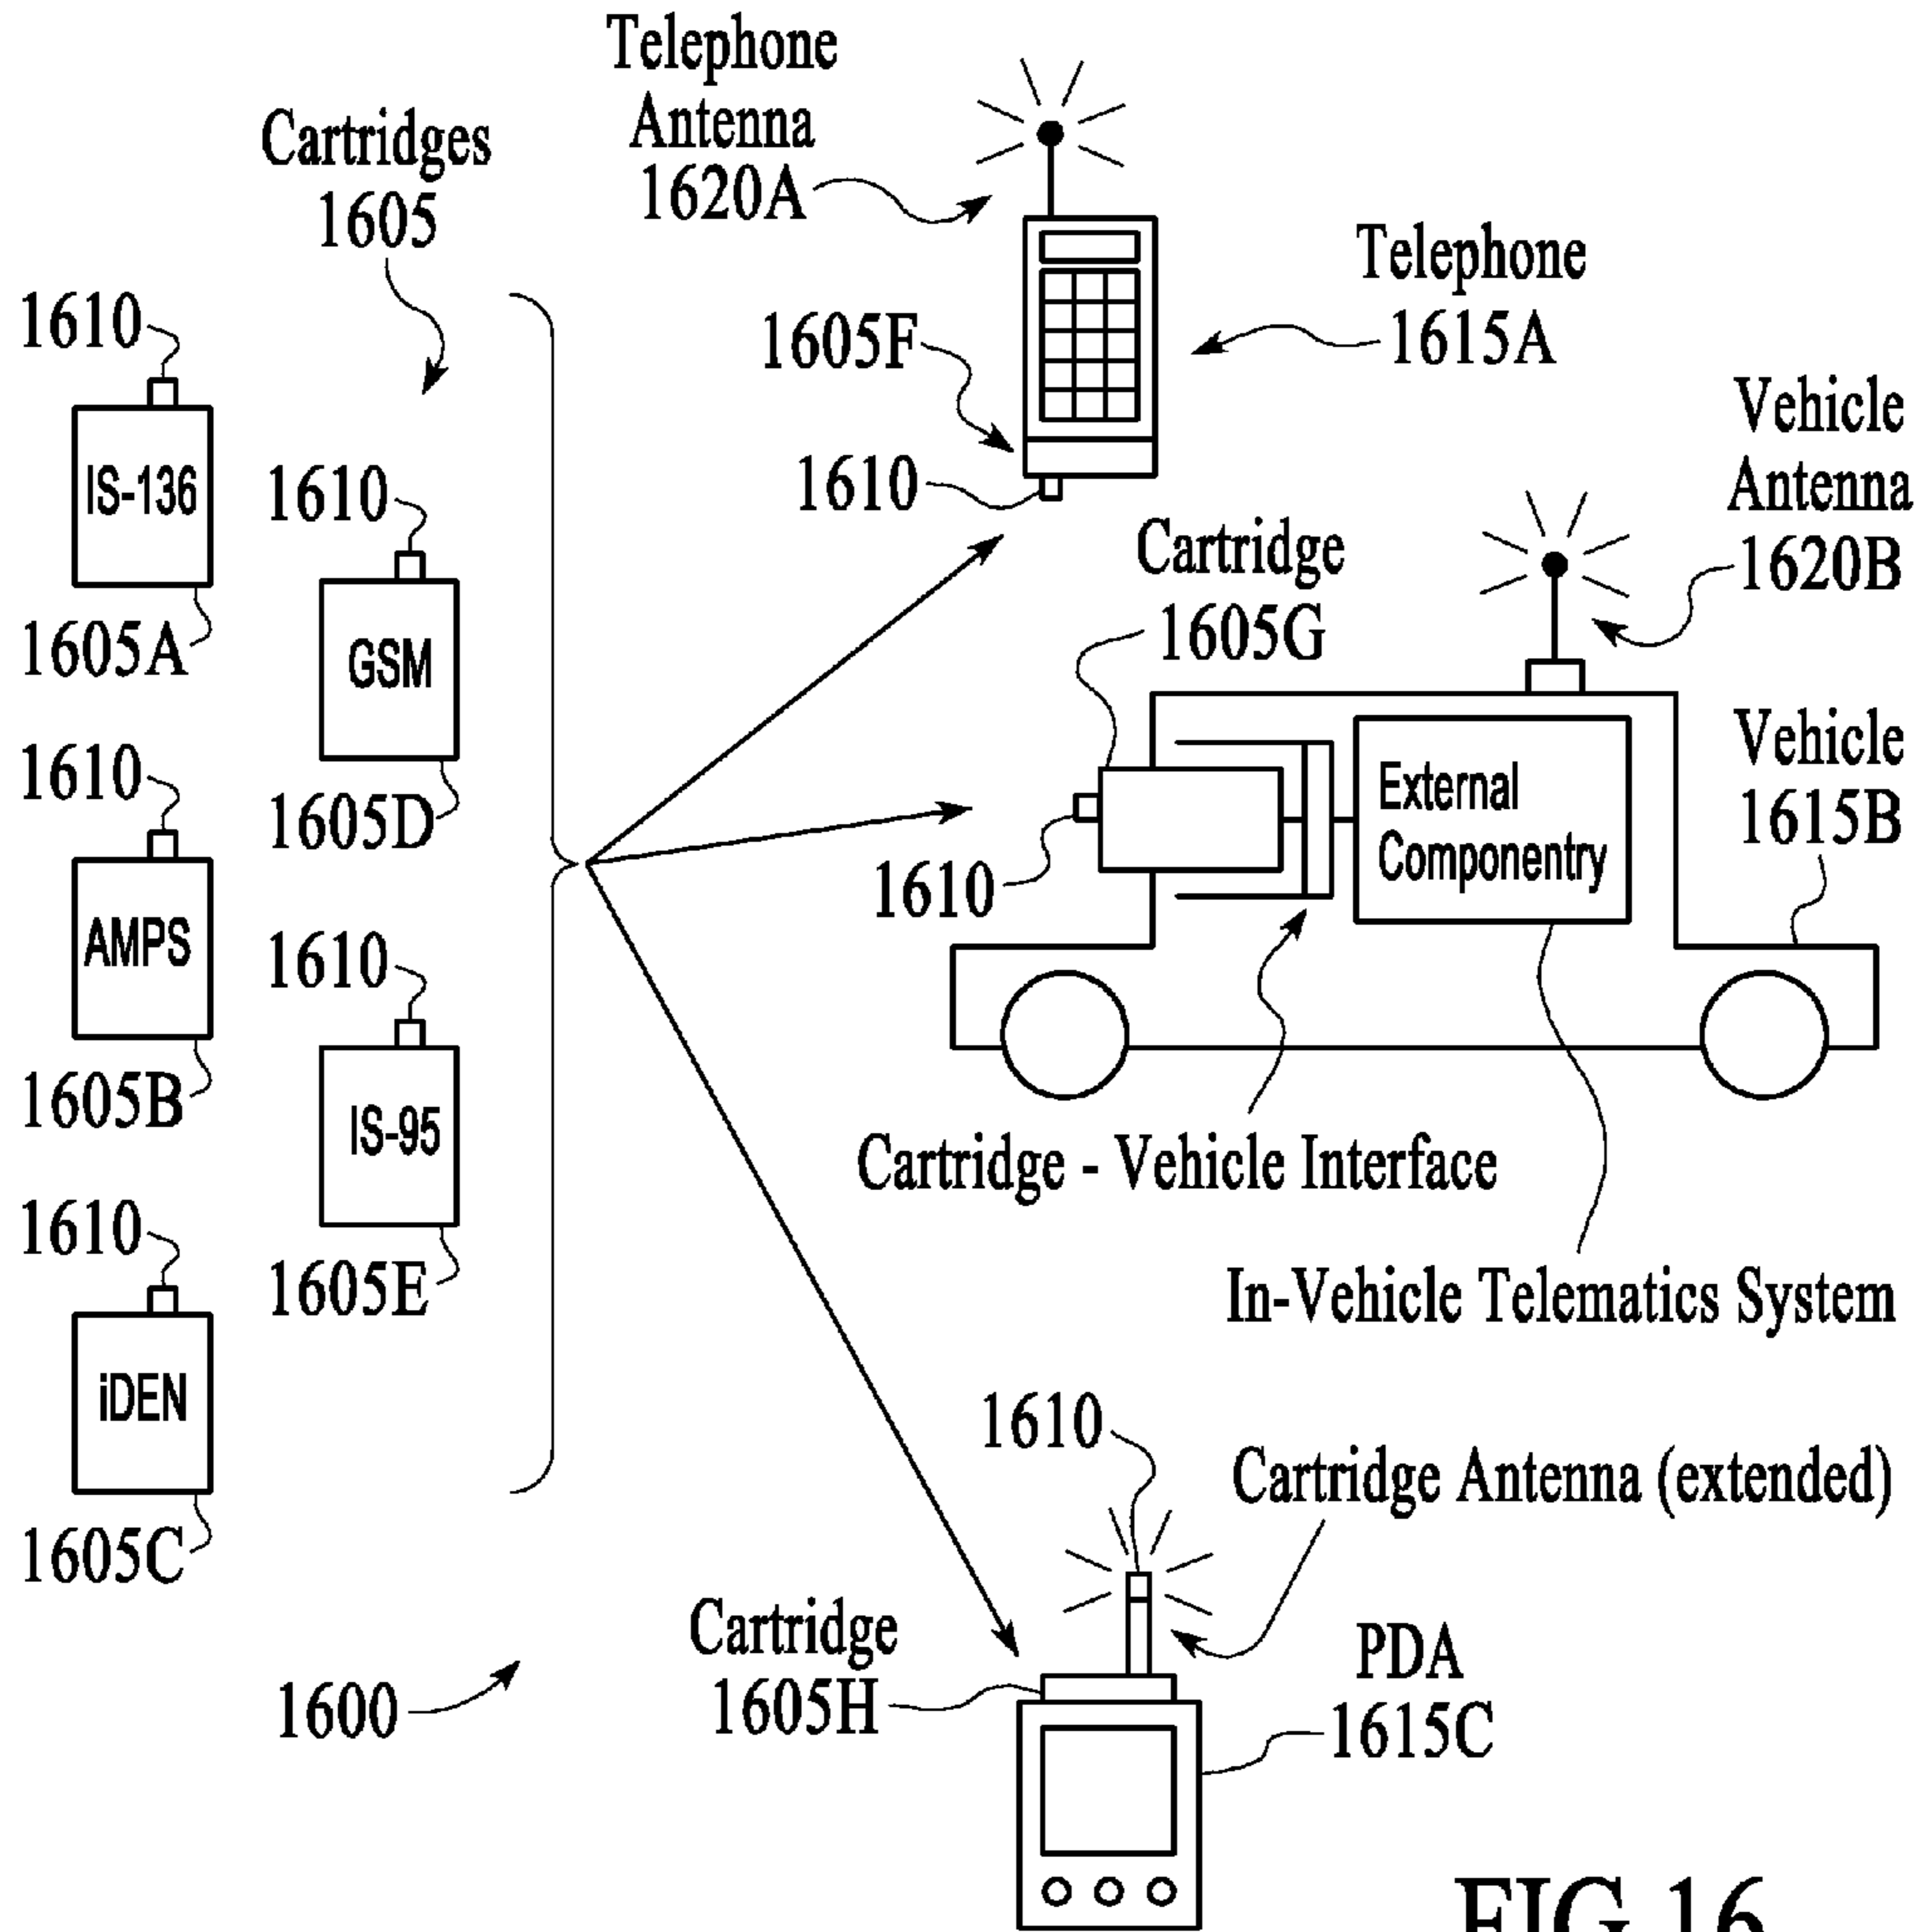 Telephone
Antenna
1620A
Cartridges
1605
Telephone
1615A
1610
1605F
Vehicle
Antenna
1620B
IS-136
1610
1610
Cartridge
1605G
1605A
GSM
Vehicle
1615B
1610
1605D
External
Componentry
1610
AMPS
1610
1605B
IS-95
Cartridge - Vehicle Interface
1610
1605E
In-Vehicle Telematics System
iDEN
1610
Cartridge Antenna (extended)
1605C
Cartridge
1605H
PDA
1615C
1600
FIG 16